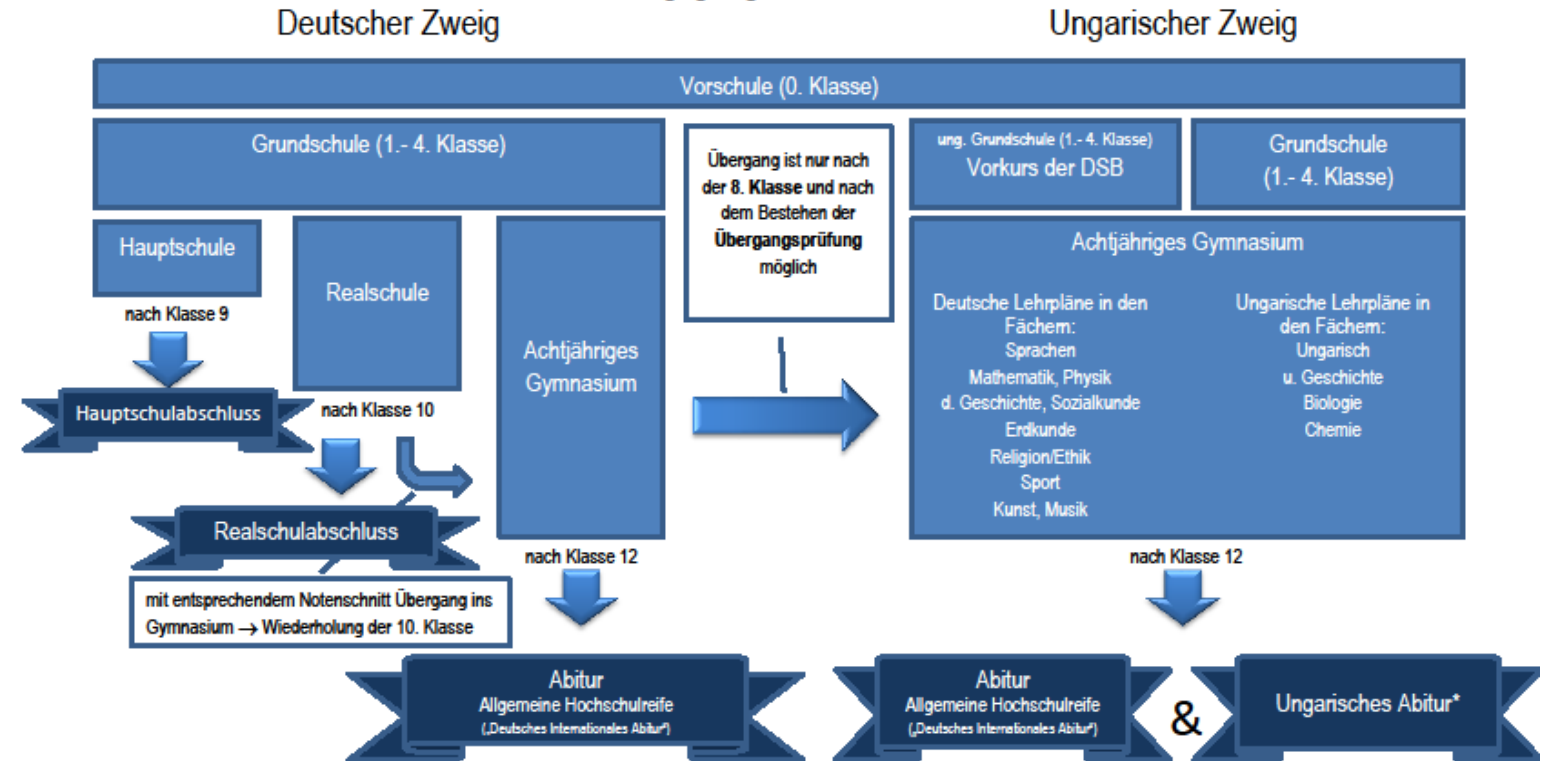 Deutscher Zweig
Ungarischer Zweig
Vorschule (0. Klasse)
Grundschule (1.- 4. Klasse)
Übergang ist nur nach
der 8. Klasse und nach
dem Bestehen der
Übergangsprüfung
möglich
ung. Grundschule (1.- 4. Klasse)
Vorkurs der DSB
Grundschule
(1.- 4. Klasse)
Hauptschule
nach Klasse 9
Hauptschulabschluss
Realschule
nach Klasse 10
Realschulabschluss
mit entsprechendem Notenschnitt Übergang ins
Gymnasium → Wiederholung der 10. Klasse
Achtjähriges
Gymnasium
nach Klasse 12
Abitur
Allgemeine Hochschulreife
(„Deutsches Internationales Abitur")
Achtjähriges Gymnasium
Deutsche Lehrpläne in den
Fächern:
Sprachen
Mathematik, Physik
d. Geschichte, Sozialkunde
Erdkunde
Religion/Ethik
Sport
Kunst, Musik
Ungarische Lehrpläne in
den Fächern:
Ungarisch
u. Geschichte
Biologie
Chemie
nach Klasse 12
Abitur
Allgemeine Hochschulreife
(„Deutsches Internationales Abitur")
&
Ungarisches Abitur*